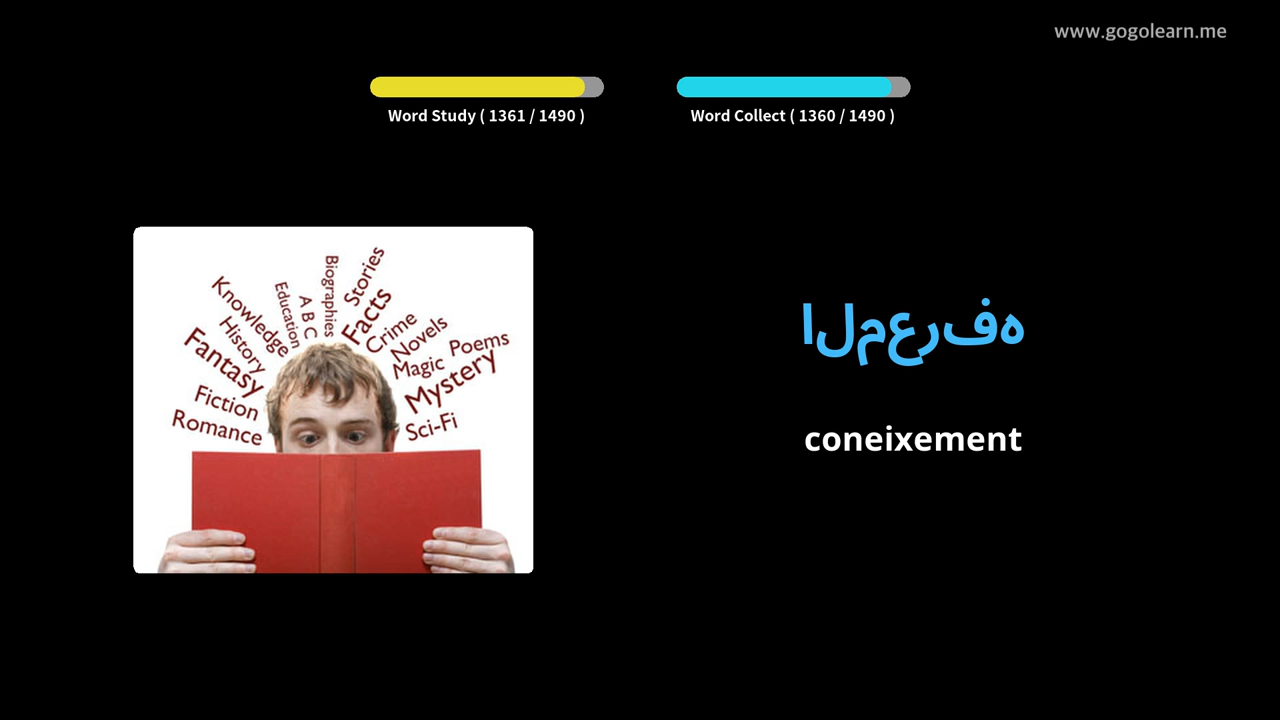 www.gogolearn.me
Word Study ( 1361 / 1490 )
Word Collect ( 1360 / 1490 )
Knowledge
History
Fantasy
Fiction
Romance
Education
A B C
Biographies
Stories
Facts
Crime
Novels
Magic
Poems
Mystery
Sci-Fi
المعرفه
coneixement